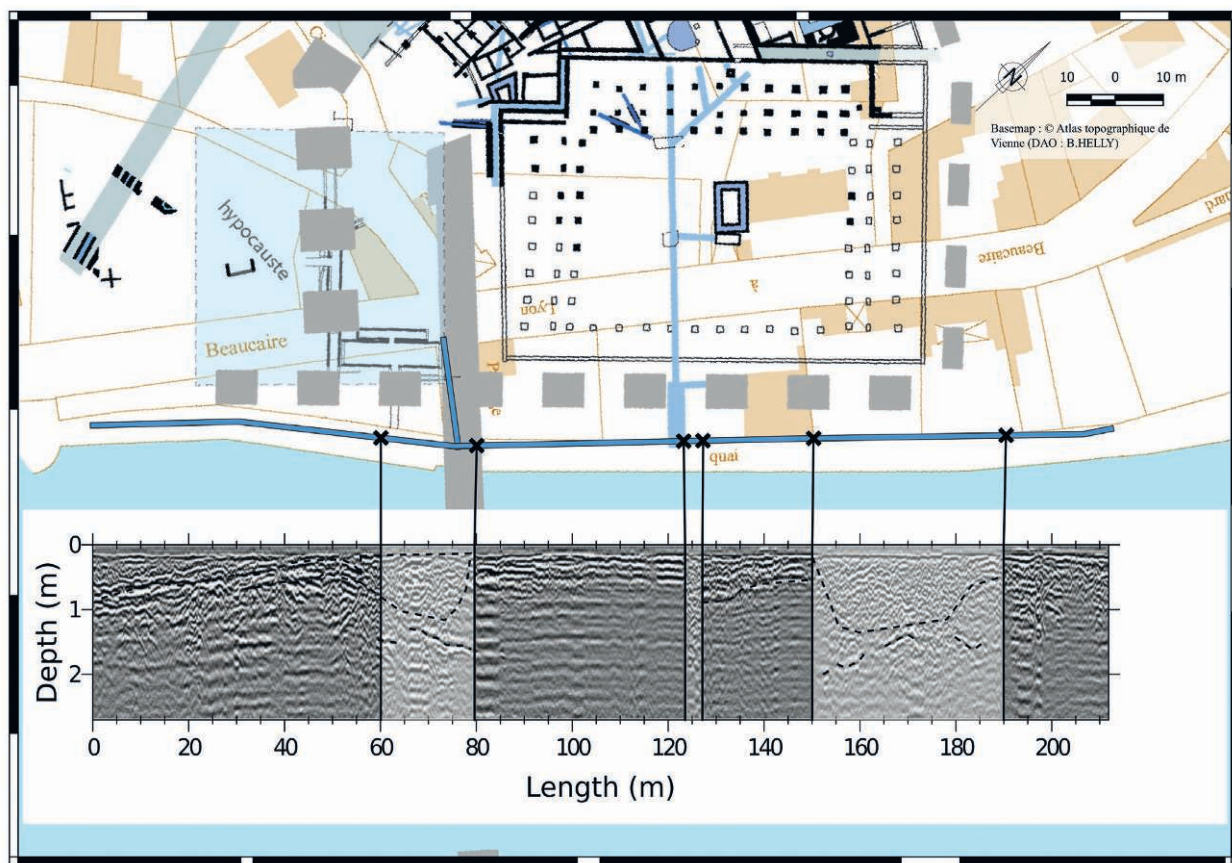 N
10 0 10 m
Basemap : © Atlas topographique de
Vienne (DAO : B.HELLY)
hypocauste
Beaucaire
à
Lyon
Beaucaire
quai
0
1
2
Depth (m)
0 20 40 60 80 100 120 140 160 180 200
Length (m)